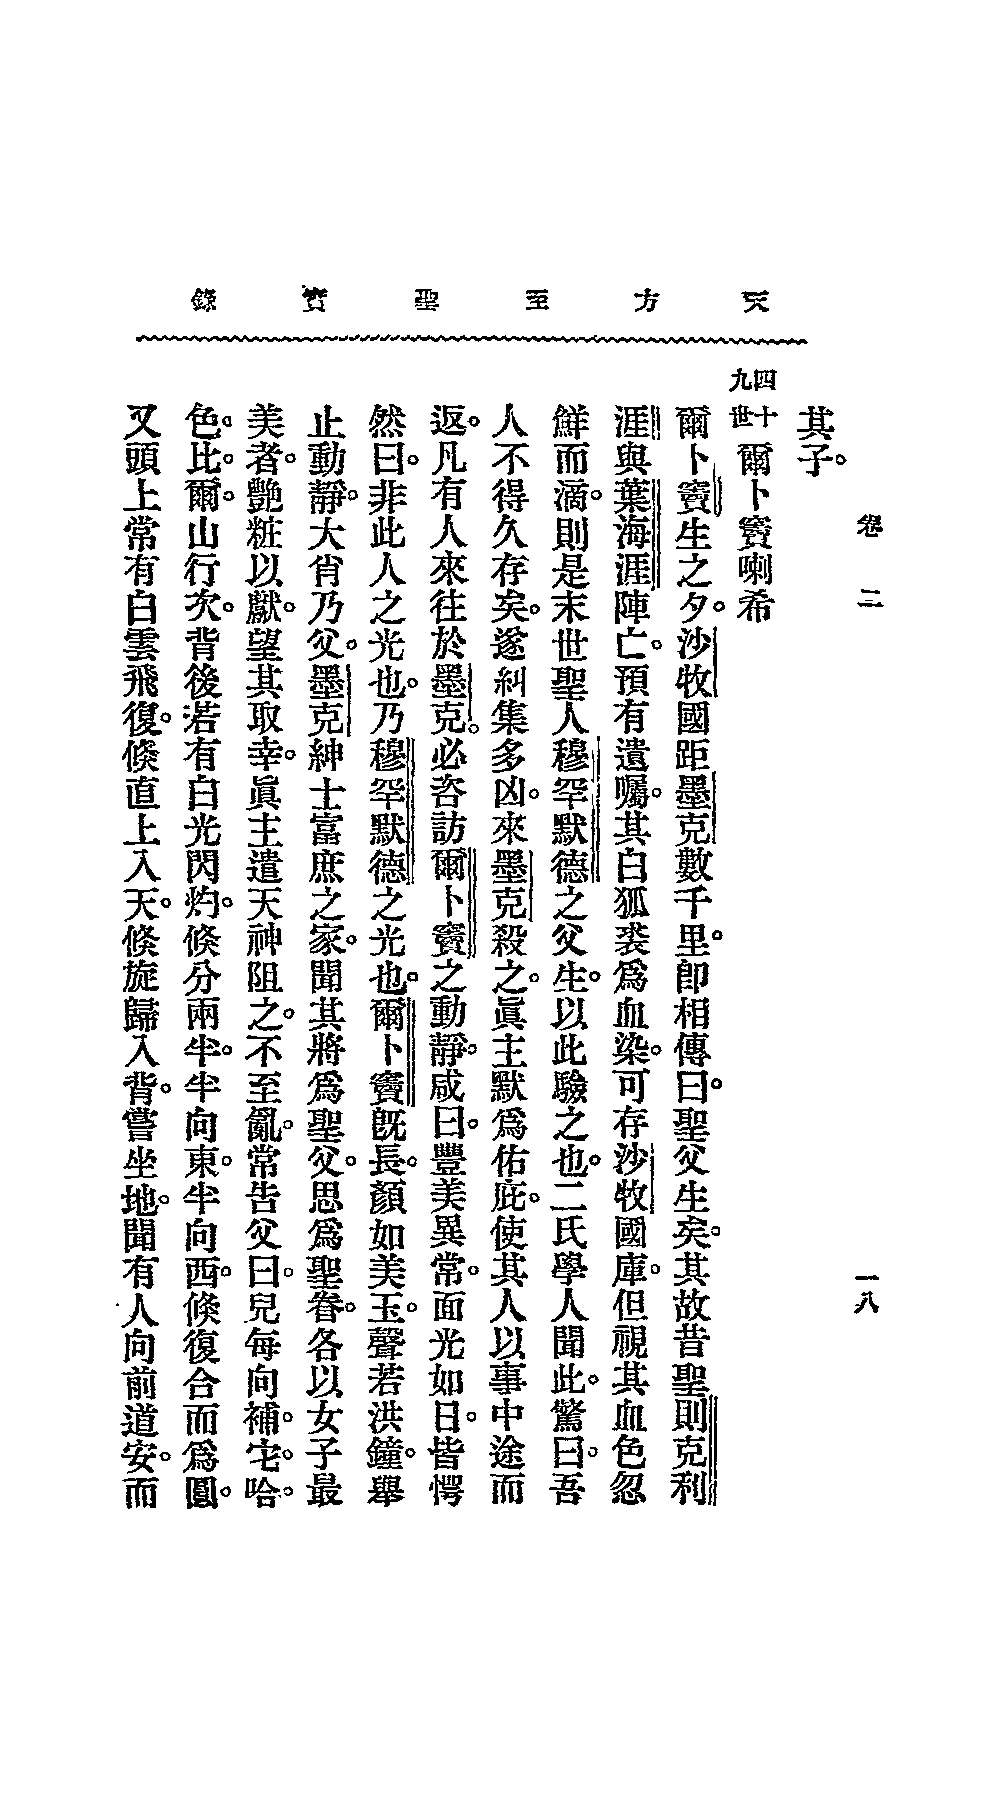 天方至聖實錄
卷二
一八
其子。
四十九世
爾卜竇喇希
爾卜竇生之夕。沙牧國距墨克數千里。卽相傳曰。聖父生矣。其故昔聖則克利
涯與葉海涯陣亡。預有遺囑。其白狐裘爲血染。可存沙牧國庫。但視其血色忽
鮮而滴。則是末世聖人穆罕默德之父生。以此驗之也。二氏學人聞此。驚曰。吾
人不得久存矣。遂糾集多凶。來墨克殺之。眞主默爲佑庇。使其人以事中途而
返。凡有人來往於墨克。必咨訪爾卜竇之動靜。咸曰。豐美異常。面光如日。皆愕
然曰。非此人之光也。乃穆罕默德之光也。爾卜竇旣長。顏如美玉。聲若洪鐘。舉
止動靜。大肖乃父。墨克紳士富庶之家。聞其將爲聖父。思爲聖眷。各以女子最
美者。艷粧以獻。望其取幸。眞主遣天神阻之。不至亂。常告父曰。兒每向補。宅。哈。
色。比。爾。山行次。背後若有白光閃灼。倏分兩半。半向東。半向西。倏復合而爲圓。
又頭上常有白雲飛復。倏直上入天。倏旋歸入背。嘗坐地。聞有人向前道安。而